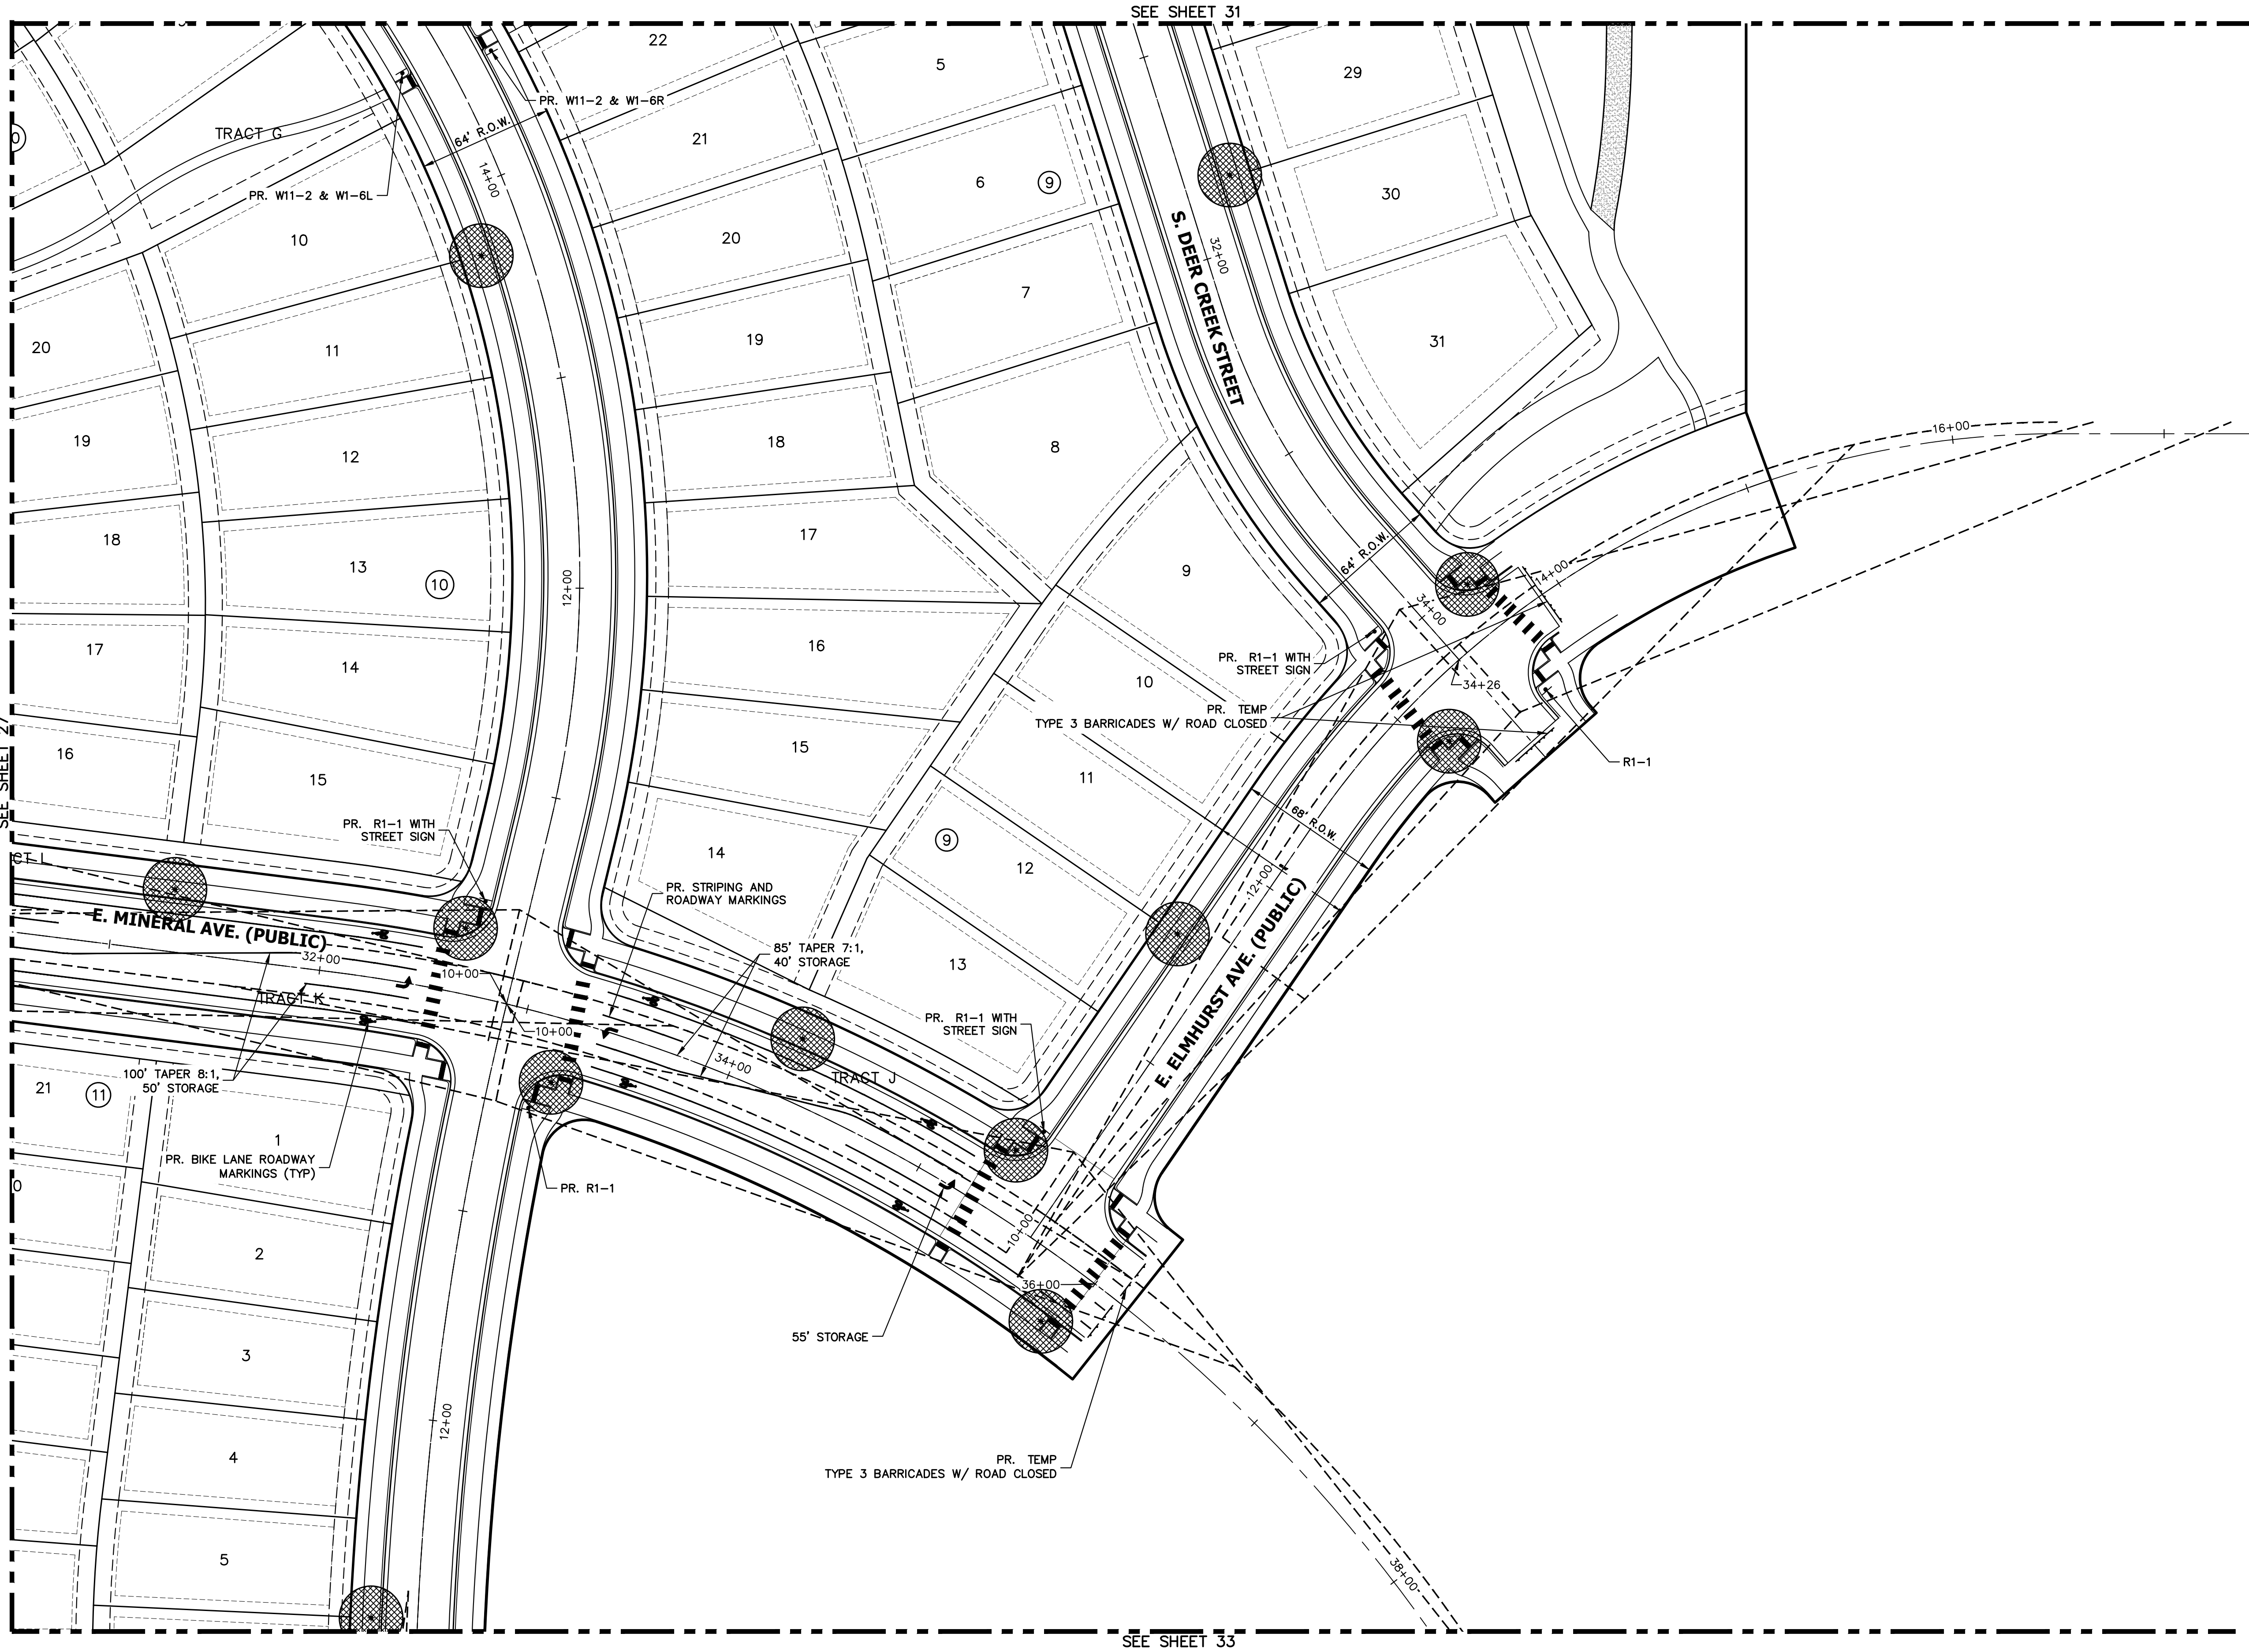 SEE SHEET 31
22
5
29
PR. W11-2 & W1-6R
TRACT G
64' R.O.W.
21
14+00
6
9
30
PR. W11-2 & W1-6L
10
20
S. DEER CREEK STREET
32+00
7
20
11
19
31
19
12
18
8
16+00
18
13
10
12+00
17
9
14+00
64' R.O.W.
34+00
17
14
16
PR. R1-1 WITH
STREET SIGN
10
34+26
PR. TEMP
TYPE 3 BARRICADES W/ ROAD CLOSED
R1-1
16
15
15
11
SEE SHEET 27
PR. R1-1 WITH
STREET SIGN
68' R.O.W.
14
9
12
PR. STRIPING AND
ROADWAY MARKINGS
12+00
E. MINERAL AVE. (PUBLIC)
32+00
85' TAPER 7:1,
40' STORAGE
13
10+00
TRACT K
PR. R1-1 WITH
STREET SIGN
E. ELMHURST AVE. (PUBLIC)
10+00
34+00
TRACT J
100' TAPER 8:1,
50' STORAGE
21
11
1
PR. BIKE LANE ROADWAY
MARKINGS (TYP)
PR. R1-1
10+00
2
36+00
55' STORAGE
3
12+00
4
PR. TEMP
TYPE 3 BARRICADES W/ ROAD CLOSED
5
38+00
SEE SHEET 33